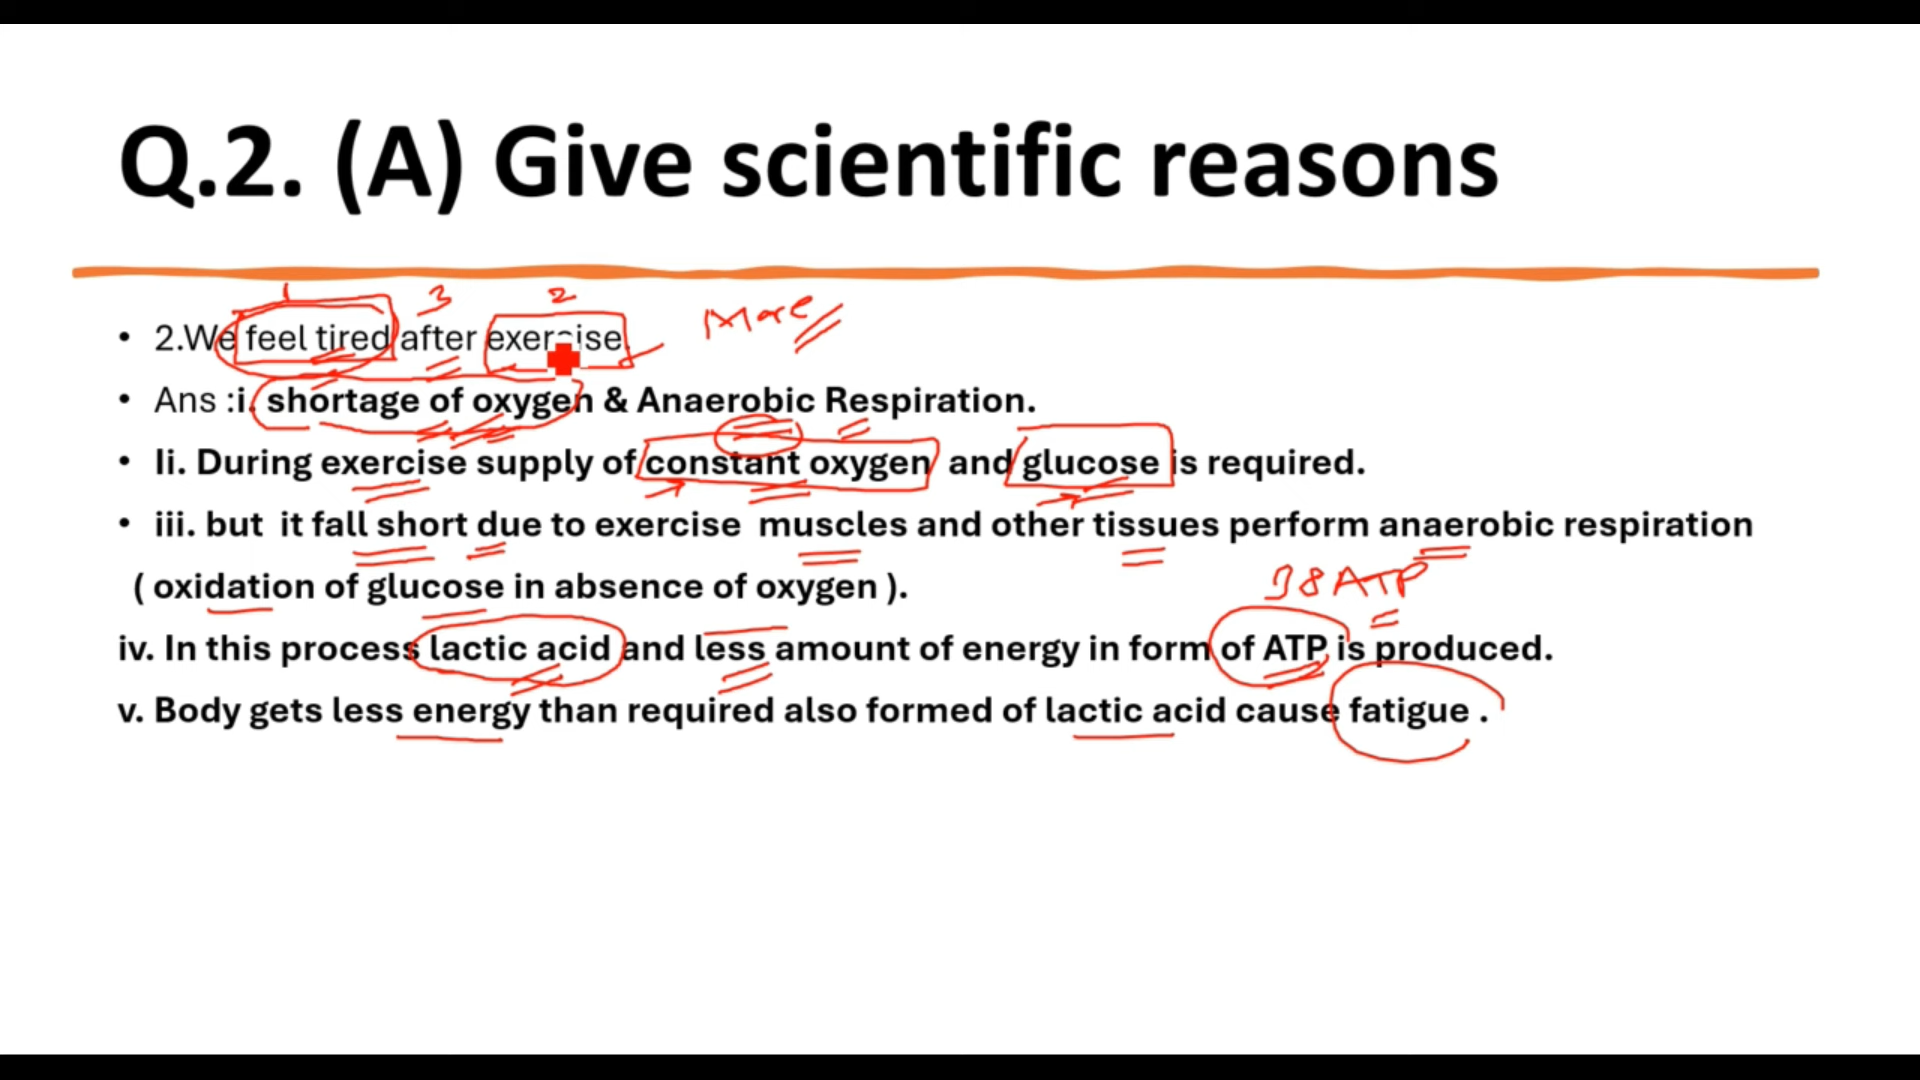 Q.2. (A) Give scientific reasons
1 3 2
• 2.We feel tired after exercise. More
• Ans :i. shortage of oxygen & Anaerobic Respiration.
• Ii. During exercise supply of constant oxygen and glucose is required.
• iii. but it fall short due to exercise muscles and other tissues perform anaerobic respiration
( oxidation of glucose in absence of oxygen ).
38 ATP
iv. In this process lactic acid and less amount of energy in form of ATP is produced.
v. Body gets less energy than required also formed of lactic acid cause fatigue .